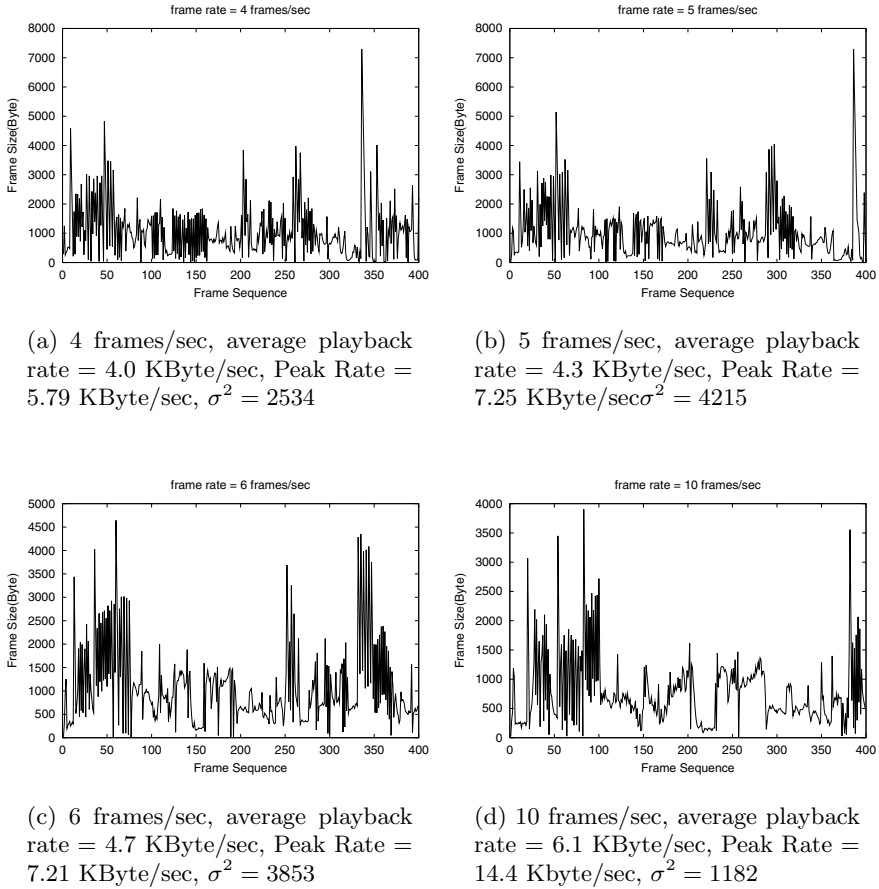 frame rate = 4 frames/sec
8000
7000
6000
5000
4000
3000
2000
1000
0
Frame Size(Byte)
0 50 100 150 200 250 300 350 400
Frame Sequence
(a) 4 frames/sec, average playback
rate = 4.0 KByte/sec, Peak Rate =
5.79 KByte/sec, σ² = 2534
frame rate = 5 frames/sec
8000
7000
6000
5000
4000
3000
2000
1000
0
Frame Size(Byte)
0 50 100 150 200 250 300 350 400
Frame Sequence
(b) 5 frames/sec, average playback
rate = 4.3 KByte/sec, Peak Rate =
7.25 KByte/secσ² = 4215
frame rate = 6 frames/sec
5000
4500
4000
3500
3000
2500
2000
1500
1000
500
0
Frame Size(Byte)
0 50 100 150 200 250 300 350 400
Frame Sequence
(c) 6 frames/sec, average playback
rate = 4.7 KByte/sec, Peak Rate =
7.21 KByte/sec, σ² = 3853
frame rate = 10 frames/sec
4000
3500
3000
2500
2000
1500
1000
500
0
Frame Size(Byte)
0 50 100 150 200 250 300 350 400
Frame Sequence
(d) 10 frames/sec, average playback
rate = 6.1 KByte/sec, Peak Rate =
14.4 Kbyte/sec, σ² = 1182